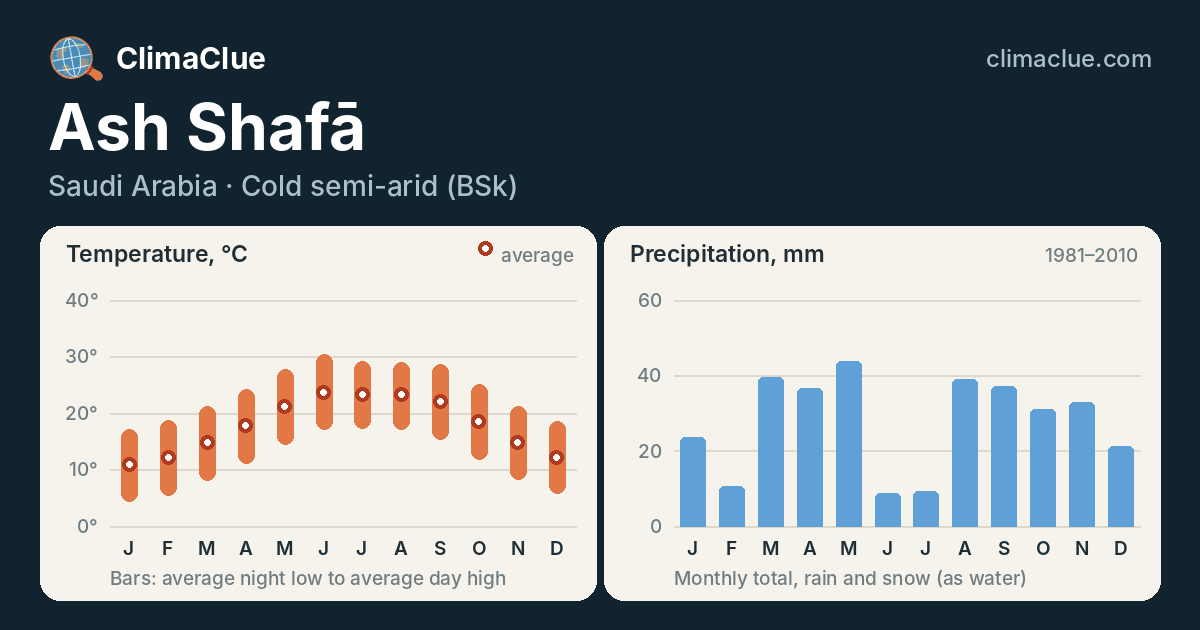 ClimaClue
climaclue.com
Ash Shafā
Saudi Arabia · Cold semi-arid (BSk)
Temperature, °C
average
40°
30°
20°
10°
0°
J F M A M J J A S O N D
Bars: average night low to average day high
Precipitation, mm
1981–2010
60
40
20
0
J F M A M J J A S O N D
Monthly total, rain and snow (as water)